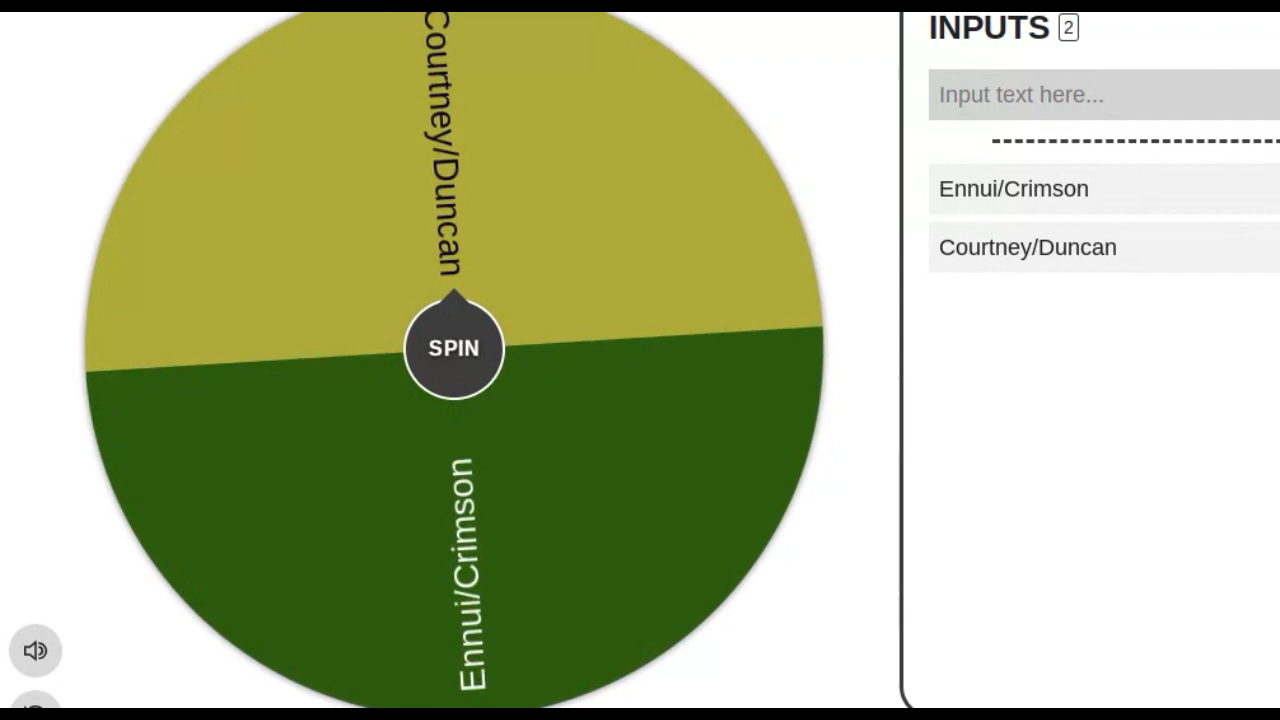 INPUTS 2
Input text here...
Ennui/Crimson
Courtney/Duncan
Courtney/Duncan
SPIN
Ennui/Crimson